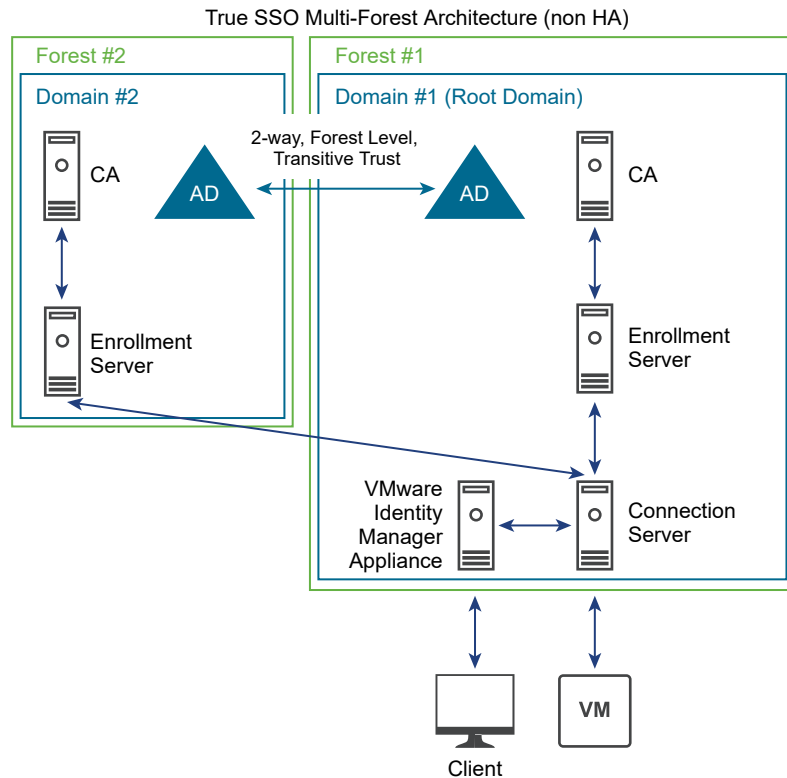 True SSO Multi-Forest Architecture (non HA)
Forest #2
Domain #2
CA
AD
Enrollment
Server
2-way, Forest Level,
Transitive Trust
Forest #1
Domain #1 (Root Domain)
AD
CA
Enrollment
Server
VMware
Identity
Manager
Appliance
Connection
Server
Client
VM